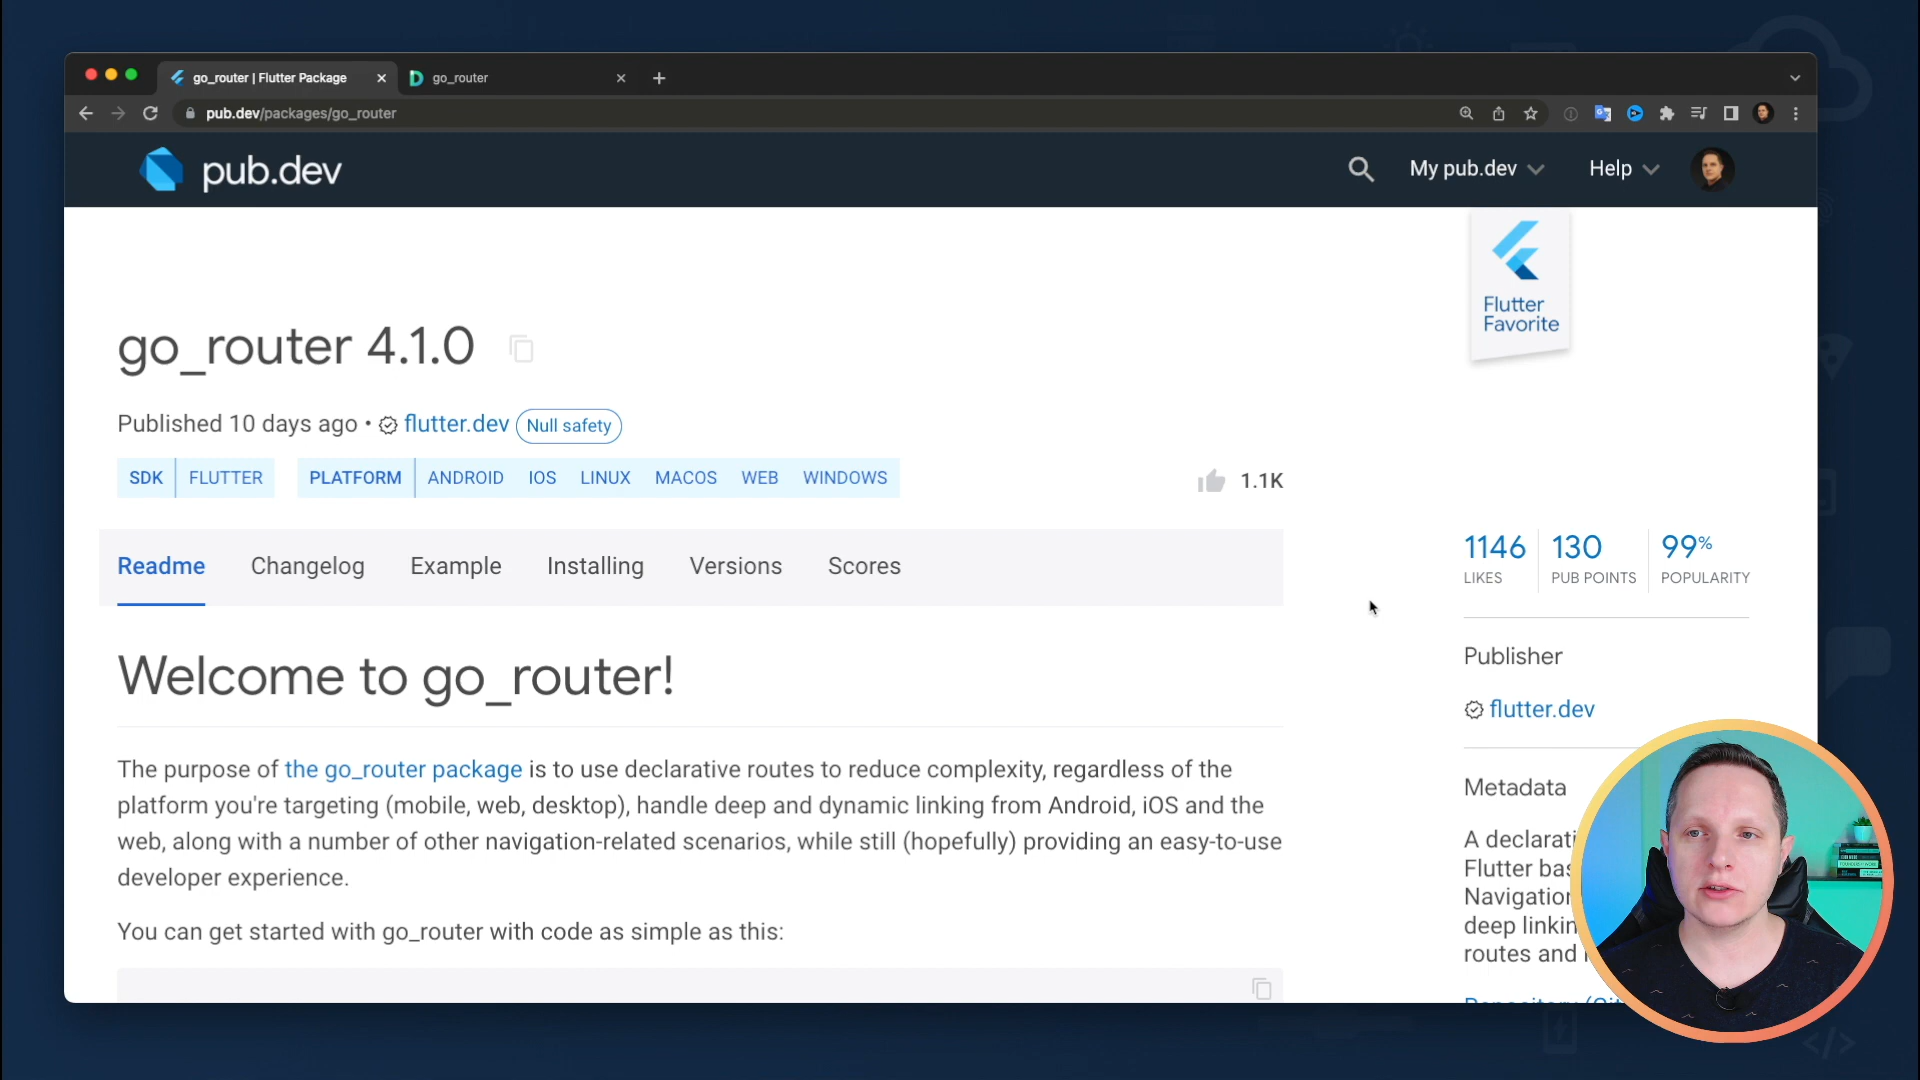 go_router | Flutter Package
go_router
pub.dev/packages/go_router
pub.dev
My pub.dev
Help
Flutter
Favorite
go_router 4.1.0
Published 10 days ago • flutter.dev Null safety
SDK FLUTTER PLATFORM ANDROID IOS LINUX MACOS WEB WINDOWS
1.1K
Readme Changelog Example Installing Versions Scores
1146 130 99%
LIKES PUB POINTS POPULARITY
Welcome to go_router!
The purpose of the go_router package is to use declarative routes to reduce complexity, regardless of the
platform you're targeting (mobile, web, desktop), handle deep and dynamic linking from Android, iOS and the
web, along with a number of other navigation-related scenarios, while still (hopefully) providing an easy-to-use
developer experience.
You can get started with go_router with code as simple as this:
Publisher
flutter.dev
Metadata
A declarati
Flutter bas
Navigation
deep linkin
routes and